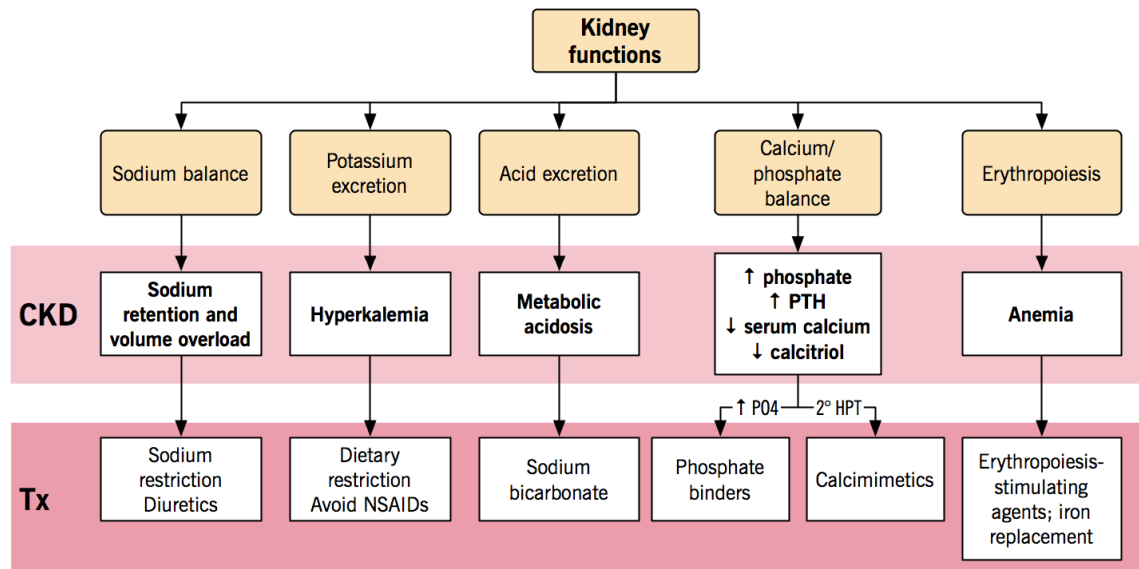 Kidney
functions
Sodium balance
Potassium
excretion
Acid excretion
Calcium/
phosphate
balance
Erythropoiesis
CKD
Sodium
retention and
volume overload
Hyperkalemia
Metabolic
acidosis
↑ phosphate
↑ PTH
↓ serum calcium
↓ calcitriol
Anemia
↑ PO4
2° HPT
Tx
Sodium
restriction
Diuretics
Dietary
restriction
Avoid NSAIDs
Sodium
bicarbonate
Phosphate
binders
Calcimimetics
Erythropoiesis-
stimulating
agents; iron
replacement